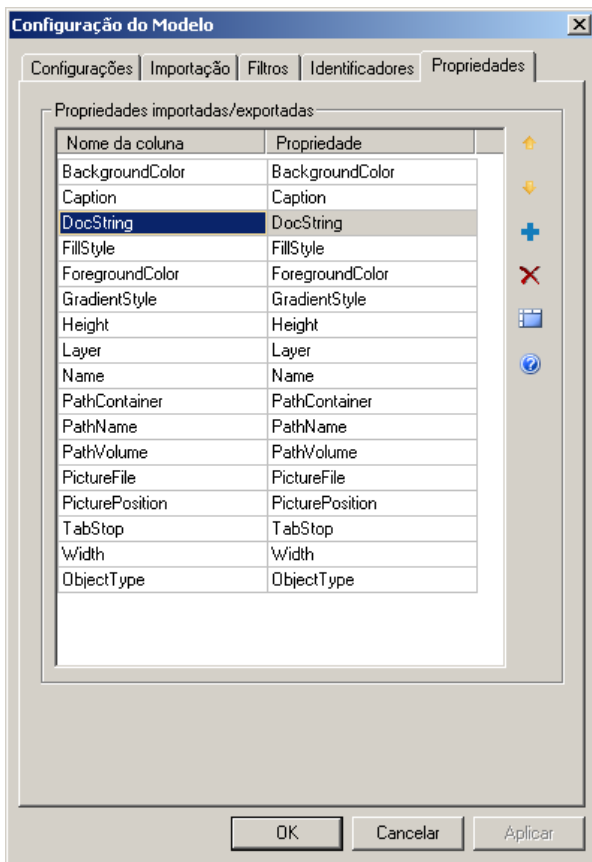 Configuração do Modelo
Configurações Importação Filtros Identificadores Propriedades
Propriedades importadas/exportadas
Nome da coluna Propriedade
BackgroundColor BackgroundColor
Caption Caption
DocString DocString
FillStyle FillStyle
ForegroundColor ForegroundColor
GradientStyle GradientStyle
Height Height
Layer Layer
Name Name
PathContainer PathContainer
PathName PathName
PathVolume PathVolume
PictureFile PictureFile
PicturePosition PicturePosition
TabStop TabStop
Width Width
ObjectType ObjectType
OK Cancelar Aplicar